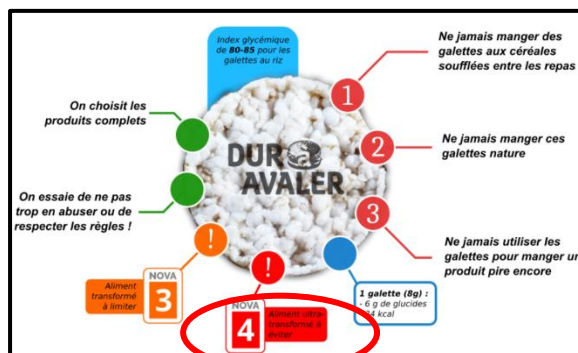 Index glycémique
de 80-85 pour les
galettes au riz
Ne jamais manger des
galettes aux céréales
soufflées entre les repas
1
On choisit les
produits complets
DUR
AVALER
2
Ne jamais manger ces
galettes nature
On essaie de ne pas
trop en abuser ou de
respecter les règles !
3
Ne jamais utiliser les
galettes pour manger un
produit pire encore
!
!
Aliment
transformé
à limiter
NOVA
3
NOVA
4
Aliment ultra-
transformé à
éviter
1 galette (8g) :
- 6 g de glucides
kcal